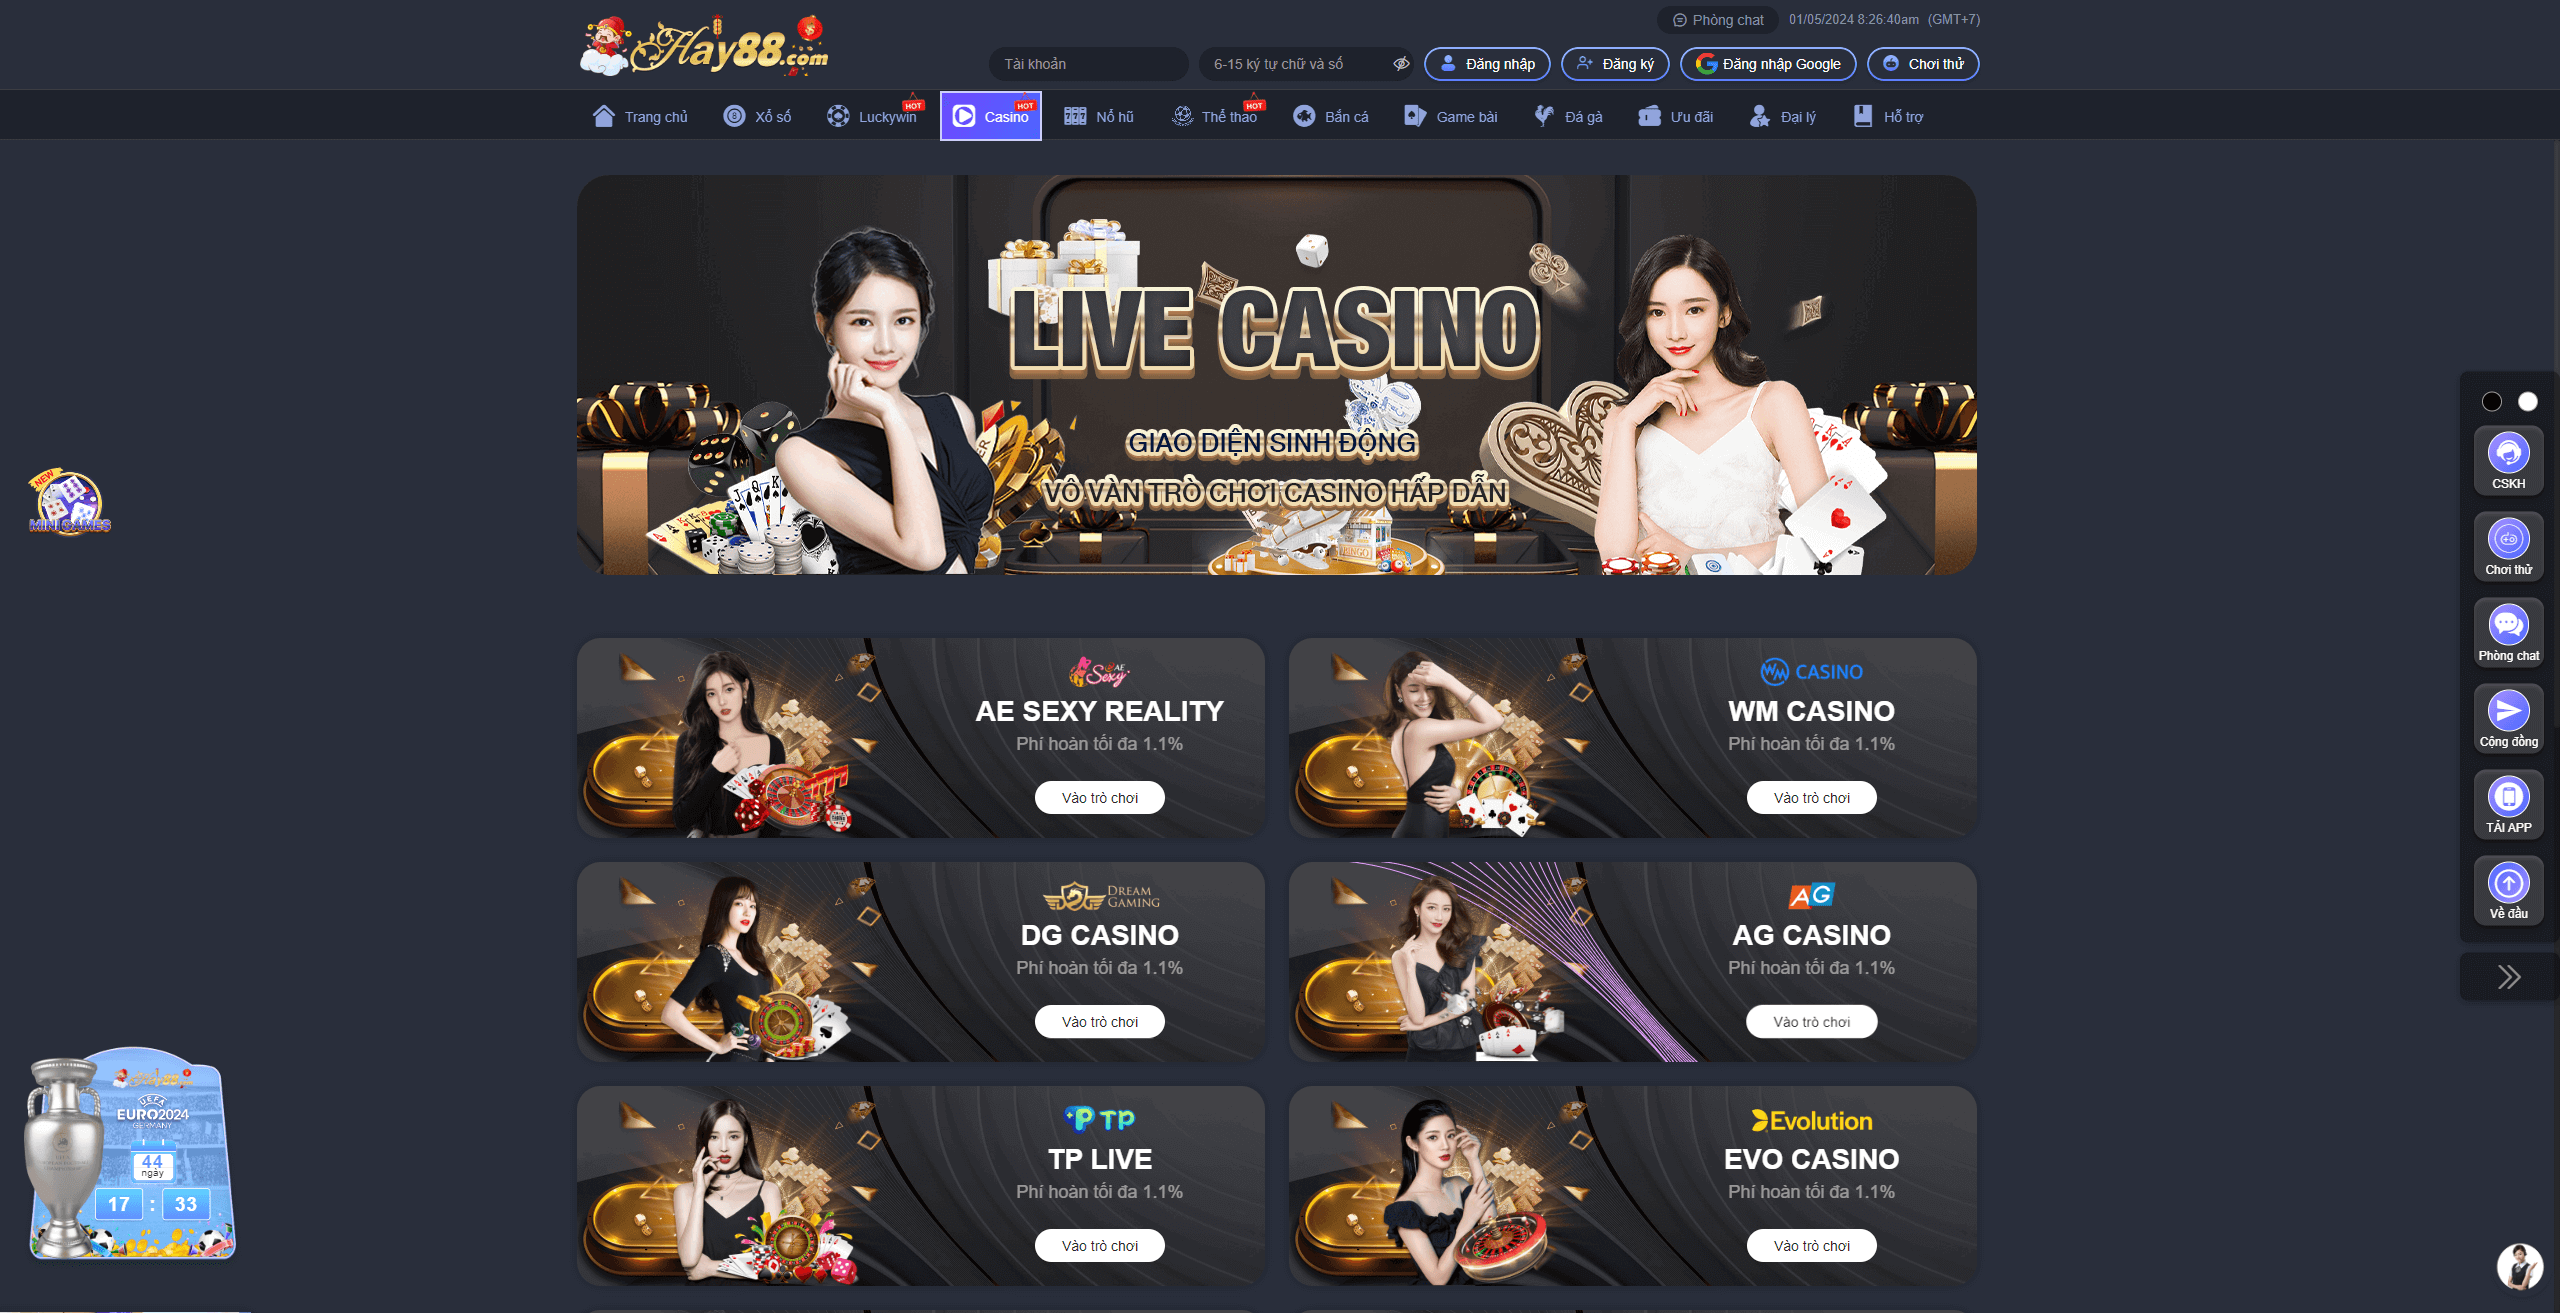 Hay88.com
Phòng chat
01/05/2024 8:26:40am (GMT+7)
Tài khoản
6-15 ký tự chữ và số
Đăng nhập
Đăng ký
Đăng nhập Google
Chơi thử
Trang chủ
Xổ số
Luckywin
HOT
Casino
HOT
Nổ hũ
Thể thao
HOT
Bắn cá
Game bài
Đá gà
Ưu đãi
Đại lý
Hỗ trợ
LIVE CASINO
GIAO DIỆN SINH ĐỘNG
VÔ VÀN TRÒ CHƠI CASINO HẤP DẪN
BINGO
NEW
MINI GAMES
CSKH
Chơi thử
Phòng chat
Cộng đồng
TẢI APP
Về đầu
AE Sexy
AE SEXY REALITY
Phí hoàn tối đa 1.1%
Vào trò chơi
WM CASINO
WM CASINO
Phí hoàn tối đa 1.1%
Vào trò chơi
DREAM GAMING
DG CASINO
Phí hoàn tối đa 1.1%
Vào trò chơi
AG
AG CASINO
Phí hoàn tối đa 1.1%
Vào trò chơi
TP
TP LIVE
Phí hoàn tối đa 1.1%
Vào trò chơi
Evolution
EVO CASINO
Phí hoàn tối đa 1.1%
Vào trò chơi
Hay88
UEFA
EURO2024
GERMANY
44
ngày
17 : 33